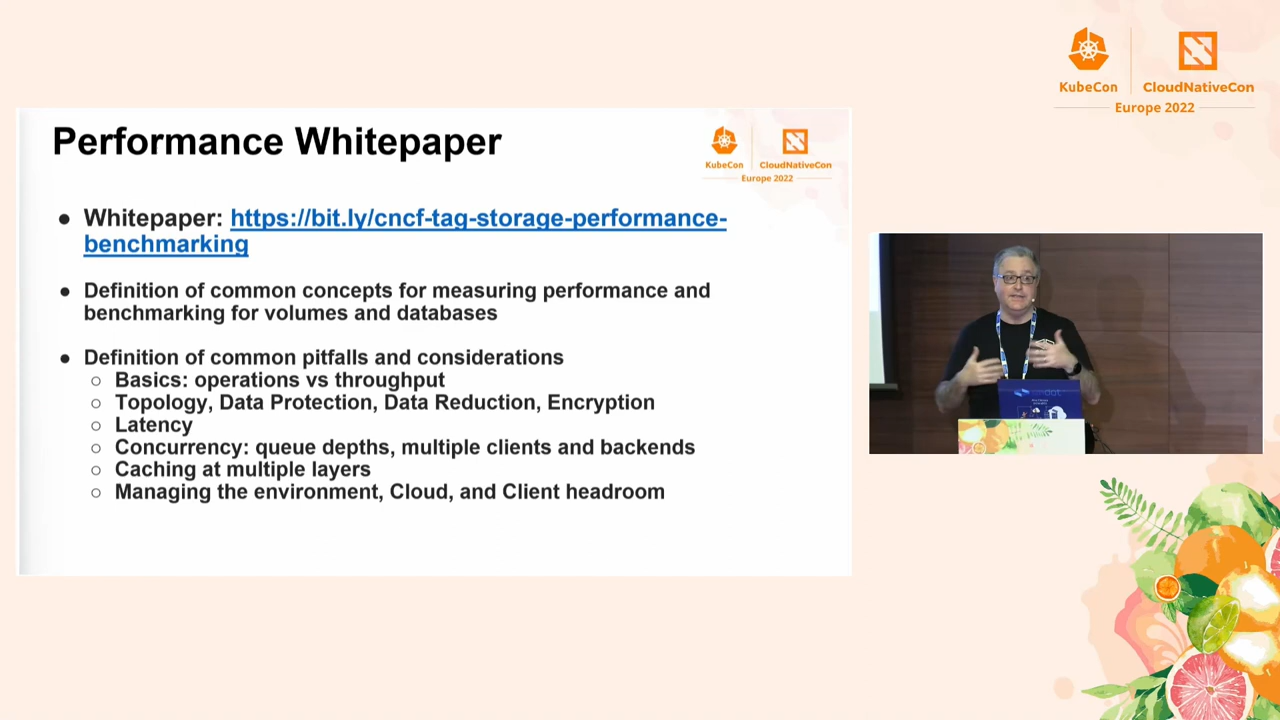 KubeCon
CloudNativeCon
Europe 2022
Performance Whitepaper
KubeCon
CloudNativeCon
Europe 2022
● Whitepaper: https://bit.ly/cncf-tag-storage-performance-
benchmarking
● Definition of common concepts for measuring performance and
benchmarking for volumes and databases
● Definition of common pitfalls and considerations
○ Basics: operations vs throughput
○ Topology, Data Protection, Data Reduction, Encryption
○ Latency
○ Concurrency: queue depths, multiple clients and backends
○ Caching at multiple layers
○ Managing the environment, Cloud, and Client headroom